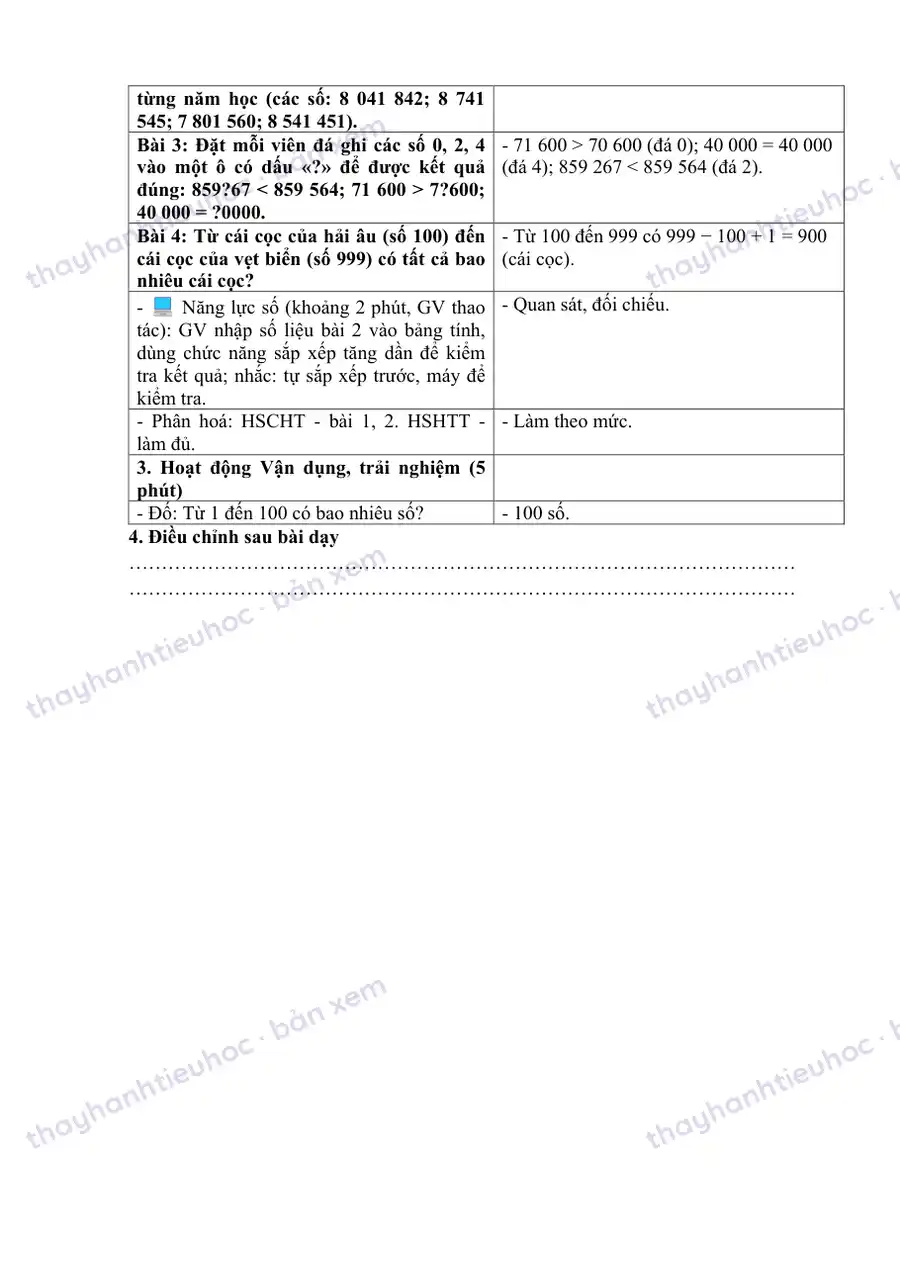 từng năm học (các số: 8 041 842; 8 741
545; 7 801 560; 8 541 451).
Bài 3: Đặt mỗi viên đá ghi các số 0, 2, 4
vào một ô có dấu «?» để được kết quả
đúng: 859?67 < 859 564; 71 600 > 7?600;
40 000 = ?0000.
- 71 600 > 70 600 (đá 0); 40 000 = 40 000
(đá 4); 859 267 < 859 564 (đá 2).
Bài 4: Từ cái cọc của hải âu (số 100) đến
cái cọc của vẹt biển (số 999) có tất cả bao
nhiêu cái cọc?
- Từ 100 đến 999 có 999 − 100 + 1 = 900
(cái cọc).
- Năng lực số (khoảng 2 phút, GV thao
tác): GV nhập số liệu bài 2 vào bảng tính,
dùng chức năng sắp xếp tăng dần để kiểm
tra kết quả; nhắc: tự sắp xếp trước, máy để
kiểm tra.
- Quan sát, đối chiếu.
- Phân hoá: HSCHT - bài 1, 2. HSHTT -
làm đủ.
- Làm theo mức.
3. Hoạt động Vận dụng, trải nghiệm (5
phút)
- Đố: Từ 1 đến 100 có bao nhiêu số?
- 100 số.
4. Điều chỉnh sau bài dạy
……………………………………………………………………………………………
……………………………………………………………………………………………
thayhanhtieuhoc · bản xem
thayhanhtieuhoc · b
thayhanhtieuhoc · bản xem
thayhanhtieuhoc · b
thayhanhtieuhoc · bản xem
thayhanhtieuhoc · b